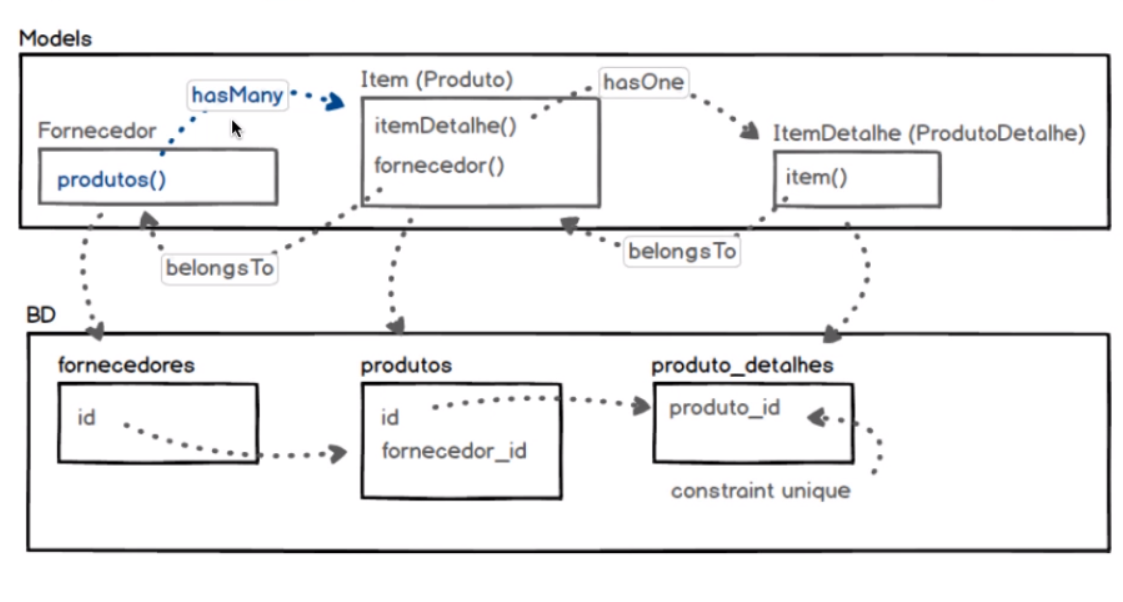 Models
hasMany
Item (Produto)
hasOne
Fornecedor
itemDetalhe()
ItemDetalhe (ProdutoDetalhe)
produtos()
fornecedor()
item()
belongsTo
belongsTo
BD
fornecedores
produtos
produto_detalhes
id
id
produto_id
fornecedor_id
constraint unique